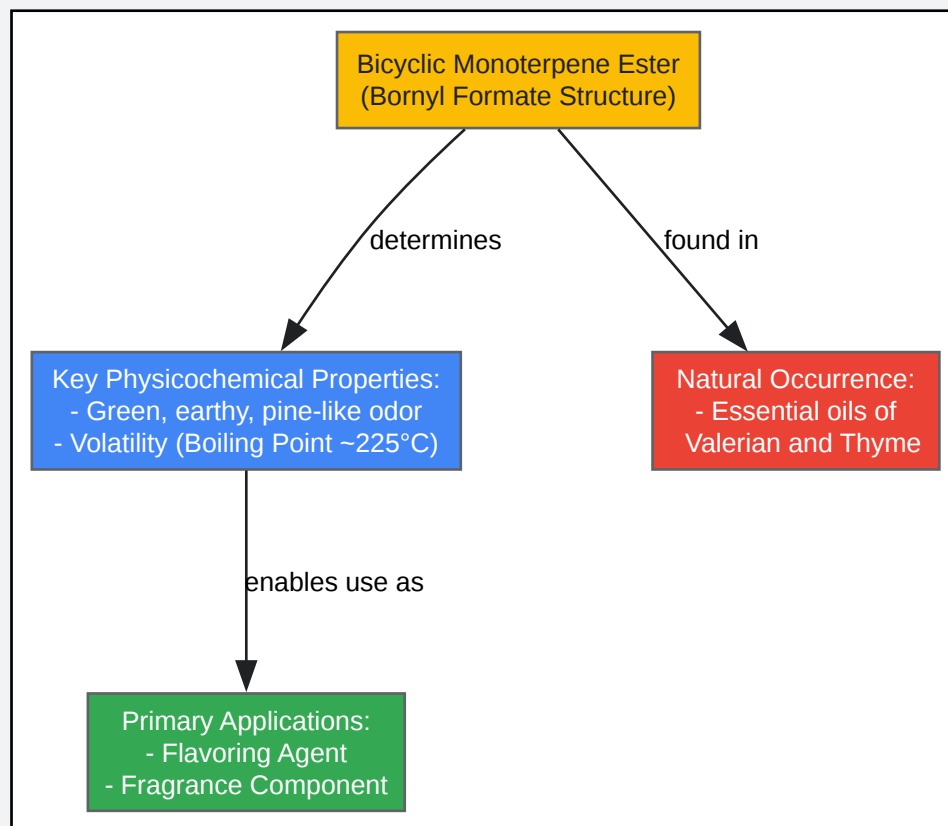 Bicyclic Monoterpene Ester
(Bornyl Formate Structure)
determines
found in
Key Physicochemical Properties:
- Green, earthy, pine-like odor
- Volatility (Boiling Point ~225°C)
Natural Occurrence:
- Essential oils of
Valerian and Thyme
enables use as
Primary Applications:
- Flavoring Agent
- Fragrance Component